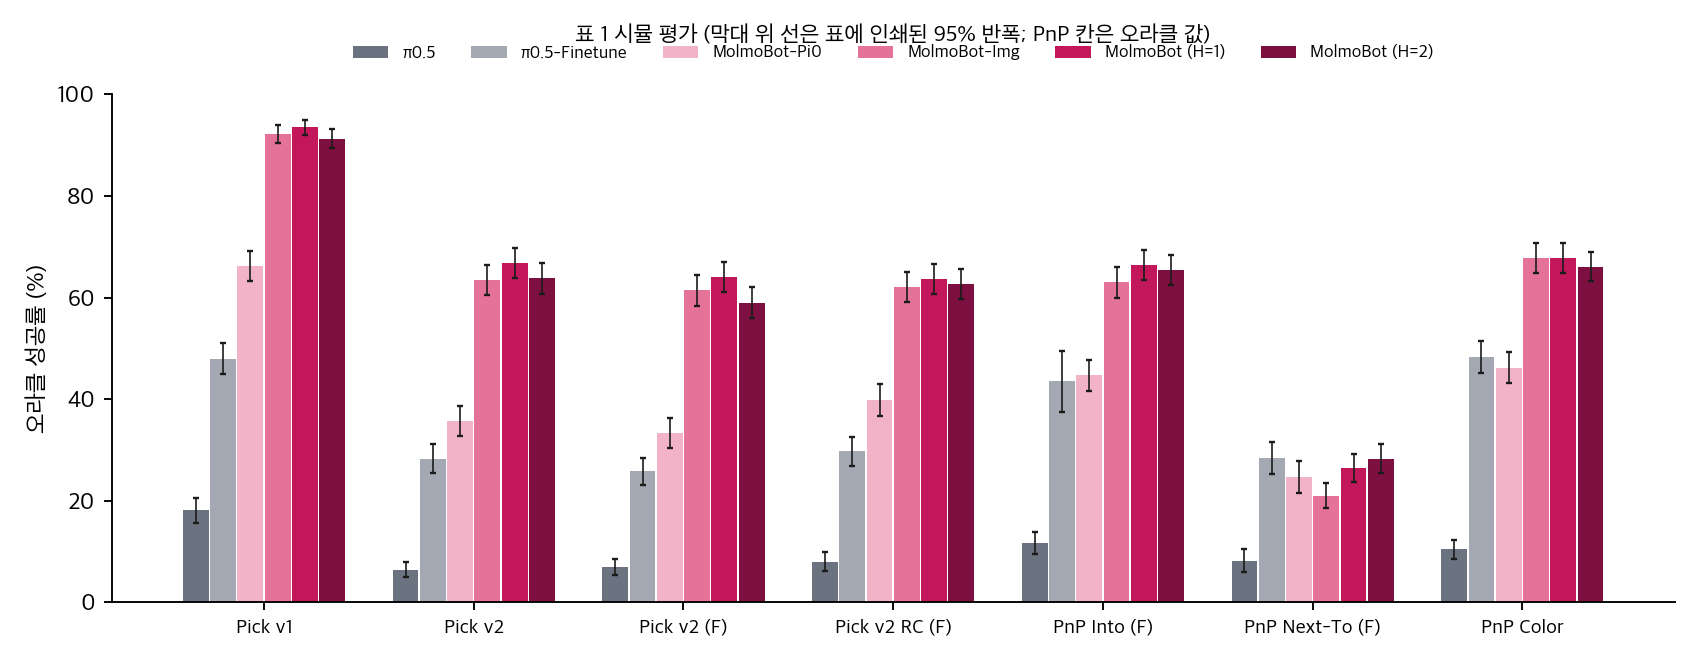 표 1 시뮬 평가 (막대 위 선은 표에 인쇄된 95% 반폭; PnP 칸은 오라클 값)
π0.5 π0.5-Finetune MolmoBot-Pi0 MolmoBot-Img MolmoBot (H=1) MolmoBot (H=2)
오라클 성공률 (%)
100
80
60
40
20
0
Pick v1 Pick v2 Pick v2 (F) Pick v2 RC (F) PnP Into (F) PnP Next-To (F) PnP Color